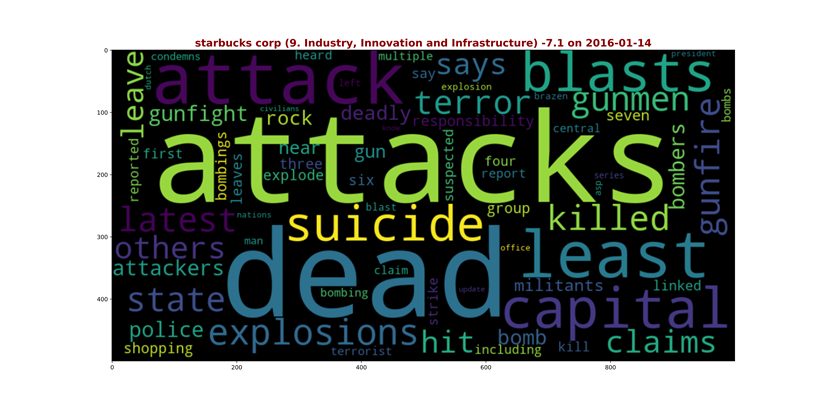 starbucks corp (9. Industry, Innovation and Infrastructure) -7.1 on 2016-01-14
0
100
200
300
400
0
200
400
600
800
condemns
heard
multiple
president
dutch
leave
attack
left
say
says
explosion
blasts
brazen
gunmen
bombs
gunfight
civilians
rock
deadly
terror
responsibility
seven
central
attacks
reported
first
bombings
leaves
hear
three
explode
gun
six
suspected
four
report
series
asp
bombers
gunfire
latest
nations
blast
suicide
group
killed
others
man
dead
office
least
attackers
claim
bombing
strike
update
militants
linked
state
capital
police
explosions
hit
bomb
claims
shopping
terrorist
including
kill